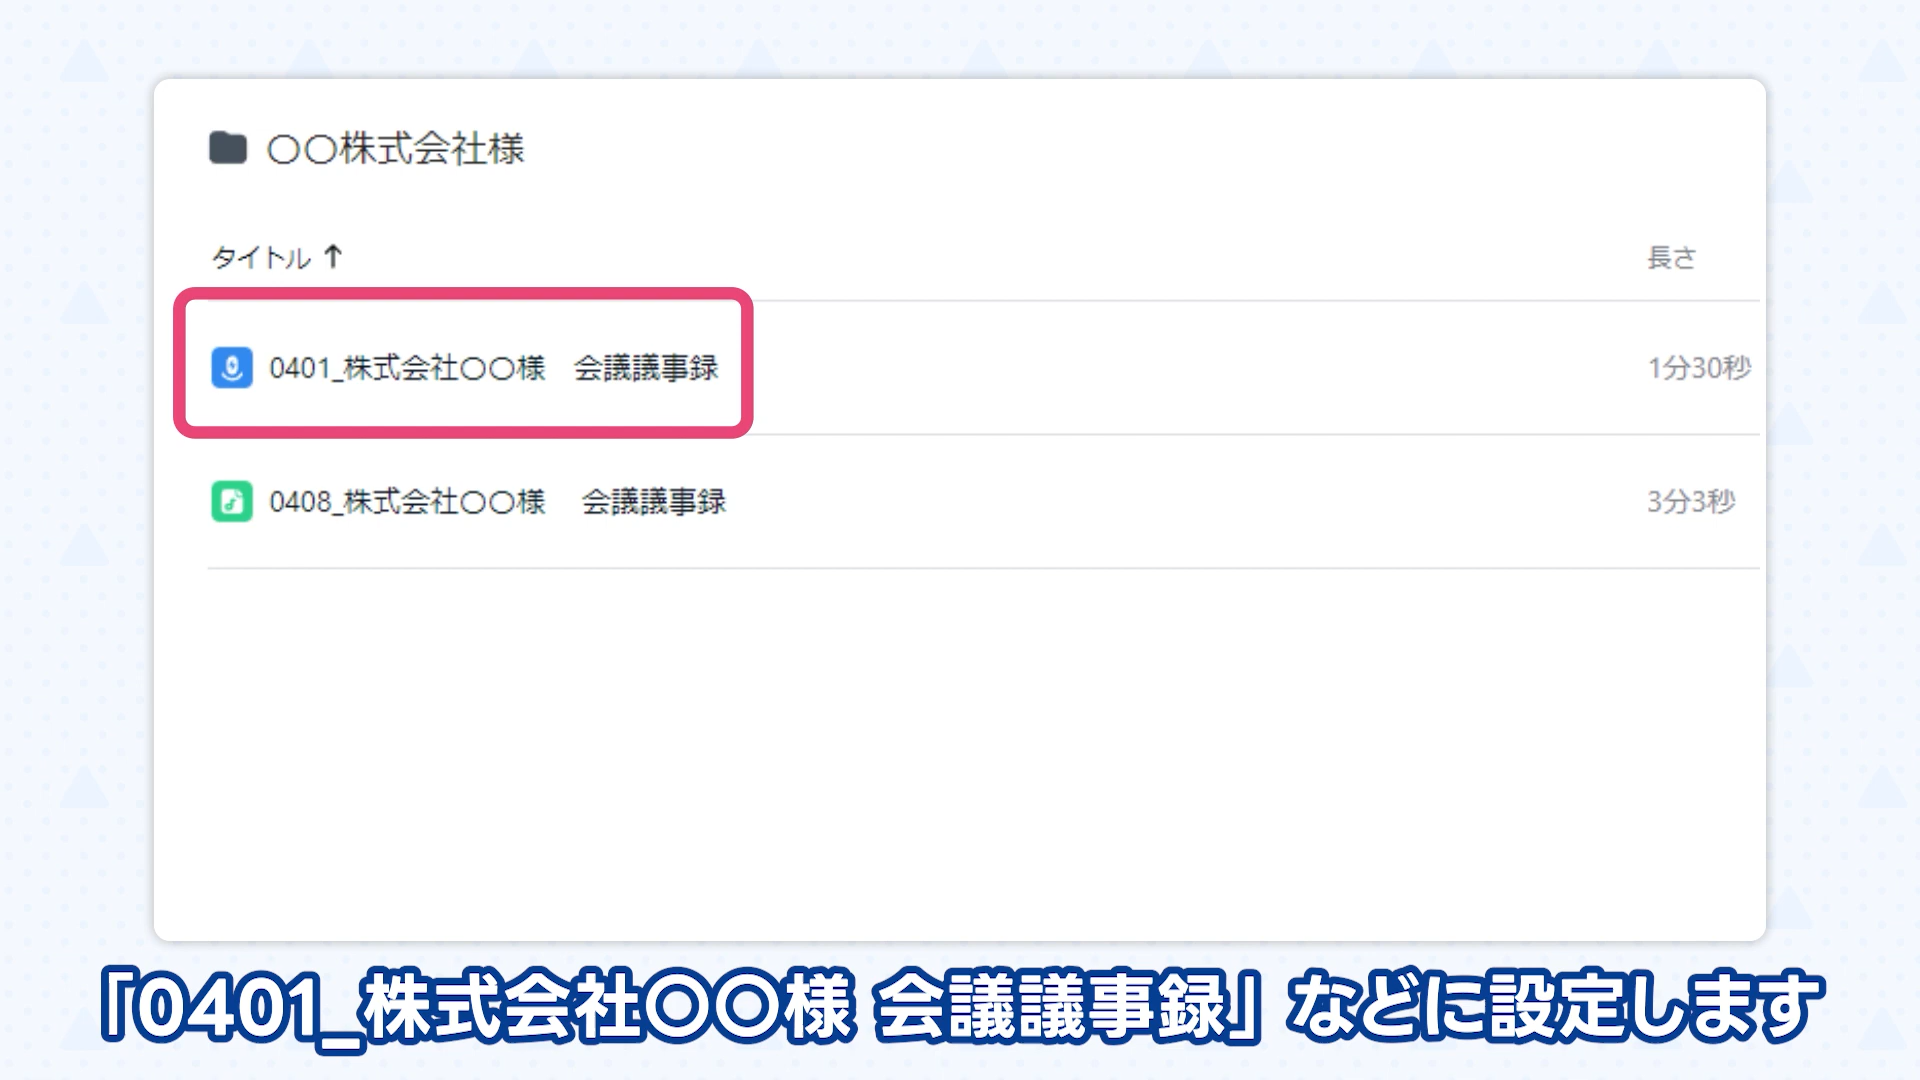 〇〇株式会社様
タイトル ↑
長さ
0401_株式会社〇〇様　会議議事録
1分30秒
0408_株式会社〇〇様　 会議議事録
3分3秒
「0401_株式会社〇〇様 会議議事録」などに設定します